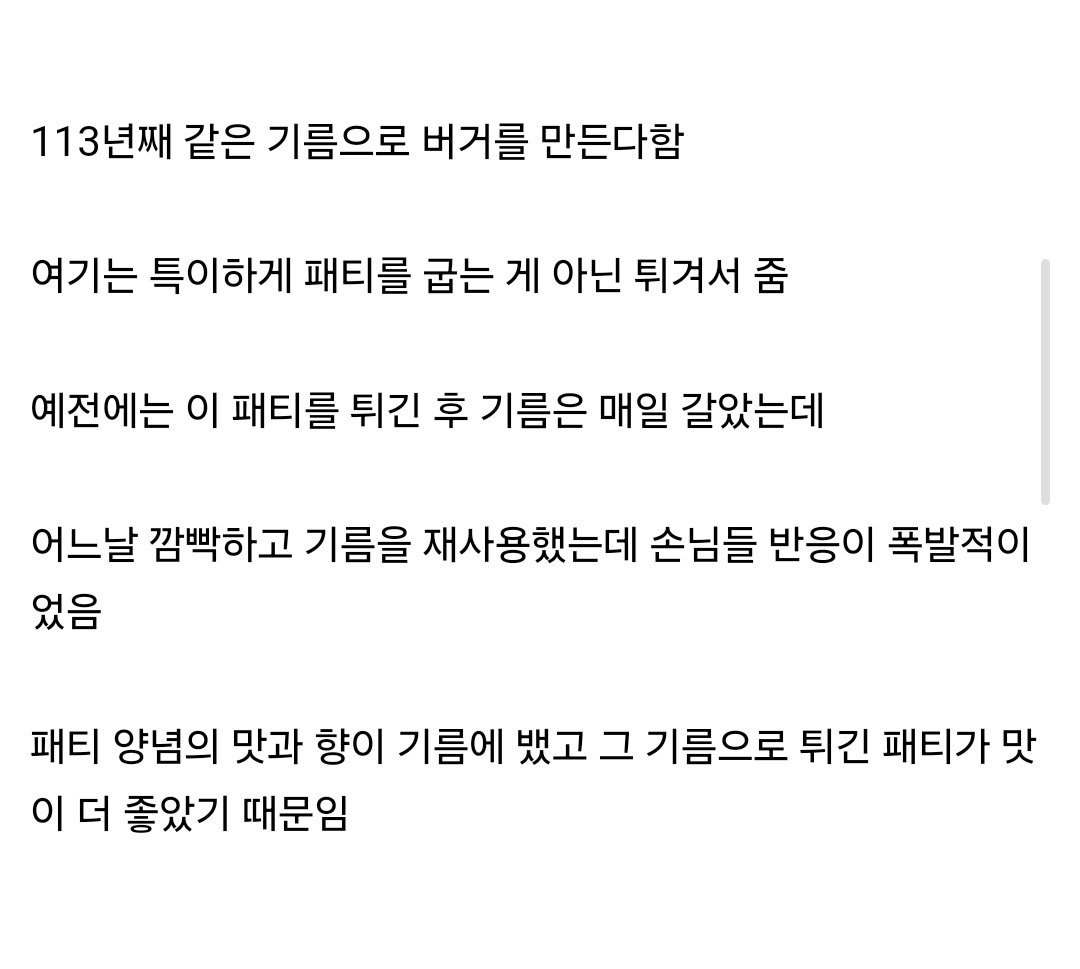 113년째 같은 기름으로 버거를 만든다함
여기는 특이하게 패티를 굽는 게 아닌 튀겨서 줌
예전에는 이 패티를 튀긴 후 기름은 매일 갈았는데
어느날 깜빡하고 기름을 재사용했는데 손님들 반응이 폭발적이
었음
패티 양념의 맛과 향이 기름에 뱄고 그 기름으로 튀긴 패티가 맛
이 더 좋았기 때문임